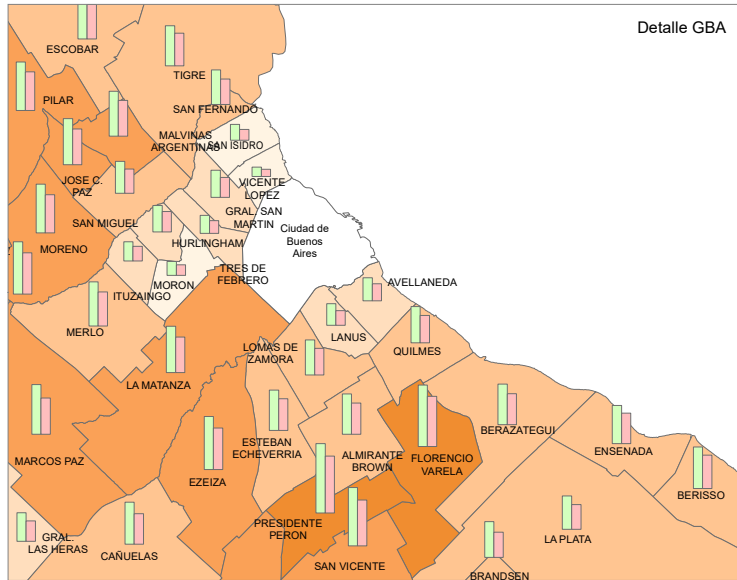 Detalle GBA
ESCOBAR
TIGRE
PILAR
SAN FERNANDO
MALVINAS
ARGENTINAS
SAN ISIDRO
JOSE C.
PAZ
VICENTE
LOPEZ
SAN MIGUEL
GRAL. SAN
MARTIN
Ciudad de
Buenos
Aires
HURLINGHAM
MORENO
TRES DE
FEBRERO
MORON
ITUZAINGO
AVELLANEDA
MERLO
LANUS
LOMAS DE
ZAMORA
QUILMES
LA MATANZA
BERAZATEGUI
ESTEBAN
ECHEVERRIA
ALMIRANTE
BROWN
FLORENCIO
VARELA
ENSENADA
MARCOS PAZ
EZEIZA
BERISSO
PRESIDENTE
PERON
GRAL.
LAS HERAS
CAÑUELAS
LA PLATA
SAN VICENTE
BRANDSEN